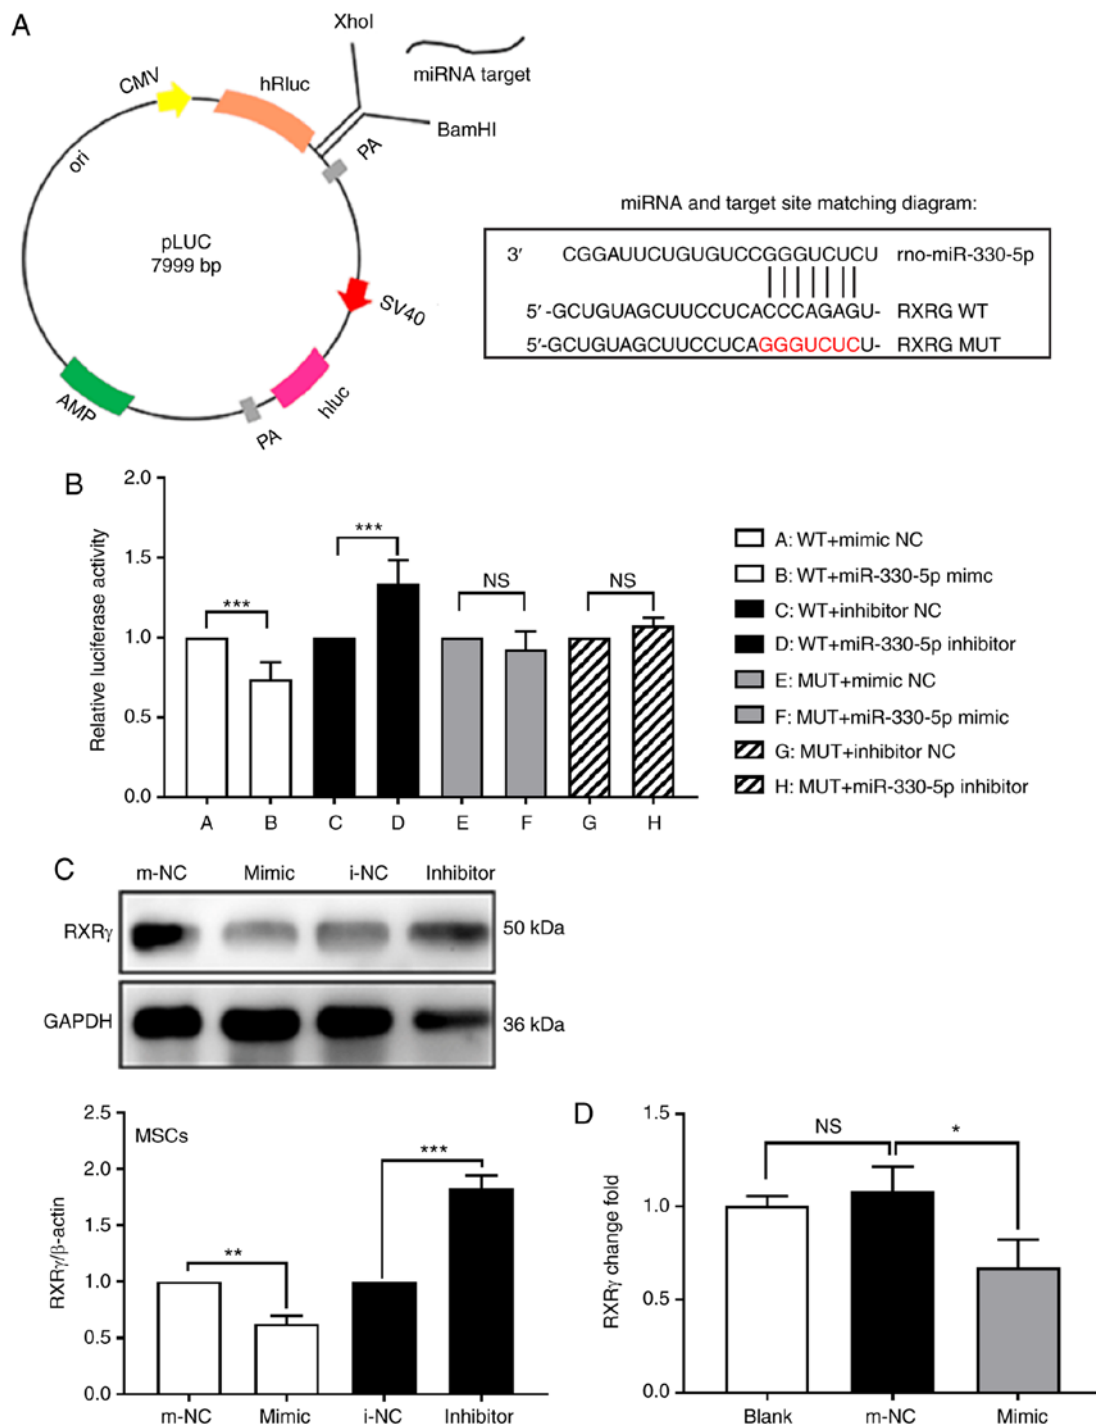 A
XhoI
miRNA target
CMV
hRluc
BamHI
PA
ori
pLUC
7999 bp
SV40
AMP
hluc
PA
miRNA and target site matching diagram:
3' CGGAUUCUGUGUCCGGGUCUCU rno-miR-330-5p
5' -GCUGUAGCUUCCUCACCCAGAGU- RXRG WT
5'-GCUGUAGCUUCCUCAGGGUCUCU- RXRG MUT
B
Relative luciferase activity
2.0
1.5
1.0
0.5
0.0
***
***
NS
NS
A B C D E F G H
A: WT+mimic NC
B: WT+miR-330-5p mimc
C: WT+inhibitor NC
D: WT+miR-330-5p inhibitor
E: MUT+mimic NC
F: MUT+miR-330-5p mimic
G: MUT+inhibitor NC
H: MUT+miR-330-5p inhibitor
C
m-NC Mimic i-NC Inhibitor
RXRγ 50 kDa
GAPDH 36 kDa
MSCs
RXRγ/β-actin
2.5
2.0
1.5
1.0
0.5
0.0
**
***
m-NC Mimic i-NC Inhibitor
D
RXRγ change fold
1.5
1.0
0.5
0.0
NS
*
Blank m-NC Mimic